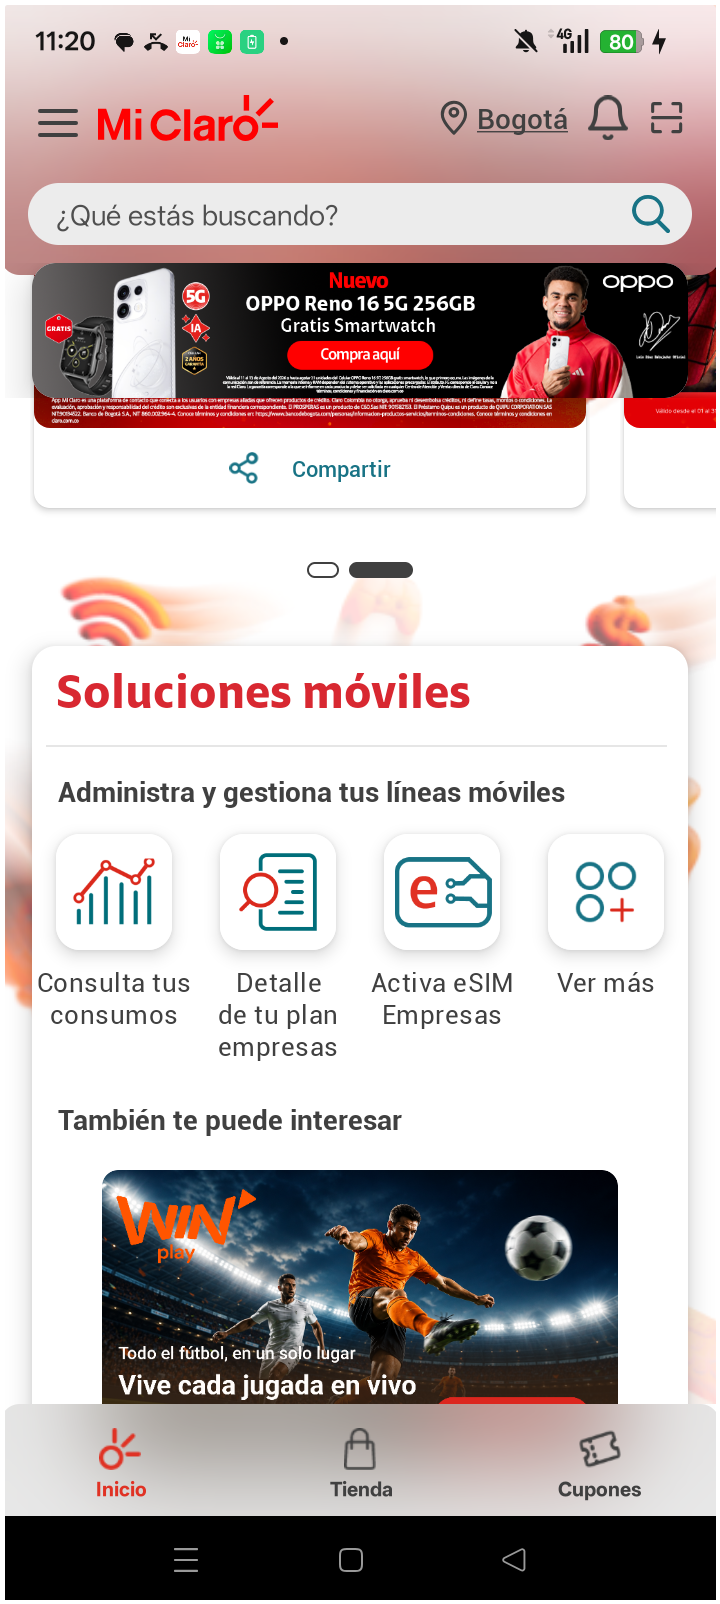 11:20
4G
80
Mi Claro
Bogotá
¿Qué estás buscando?
Nuevo
OPPO Reno 16 5G 256GB
Gratis Smartwatch
Compra aquí
GRATIS
5G
IA
oppo
Compartir
Soluciones móviles
Administra y gestiona tus líneas móviles
Consulta tus
consumos
Detalle
de tu plan
empresas
Activa eSIM
Empresas
Ver más
También te puede interesar
WIN
play
Todo el fútbol, en un solo lugar
Vive cada jugada en vivo
Inicio
Tienda
Cupones